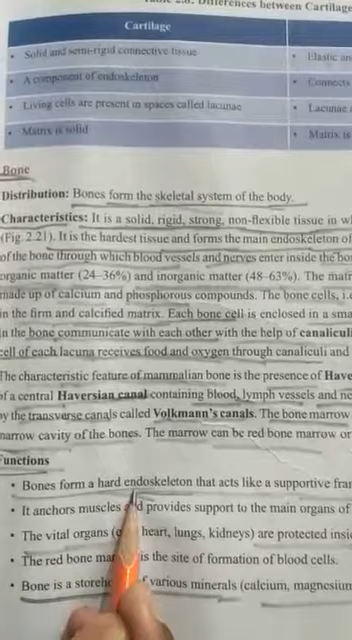 Differences between Cartilage
Cartilage
• Solid and semi-rigid connective tissue
• Elastic an
• A component of endoskeleton
• Connects
• Living cells are present in spaces called lacunae
• Lacunae
• Matrix is solid
• Matrix is
Bone
Distribution: Bones form the skeletal system of the body.
Characteristics: It is a solid, rigid, strong, non-flexible tissue in w
(Fig. 2.21). It is the hardest tissue and forms the main endoskeleton of
of the bone through which blood vessels and nerves enter inside the bo
organic matter (24–36%) and inorganic matter (48–63%). The matri
made up of calcium and phosphorous compounds. The bone cells, i.e
in the firm and calcified matrix. Each bone cell is enclosed in a sma
in the bone communicate with each other with the help of canaliculi
cell of each lacuna receives food and oxygen through canaliculi and
The characteristic feature of mammalian bone is the presence of Have
of a central Haversian canal containing blood, lymph vessels and ne
by the transverse canals called Volkmann's canals. The bone marrow
narrow cavity of the bones. The marrow can be red bone marrow or
unctions
• Bones form a hard endoskeleton that acts like a supportive fra
• It anchors muscles provides support to the main organs of
• The vital organs heart, lungs, kidneys) are protected insi
• The red bone mar is the site of formation of blood cells.
• Bone is a storeh various minerals (calcium, magnesium